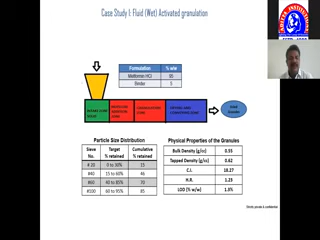 Case Study I: Fluid (Wet) Activated granulation
Formulation % w/w
Metformin HCl 95
Binder 5
Particle Size Distribution
Sieve No. Target % retained Cumulative % retained
# 20 0 to 30% 15
#40 15 to 60% 46
#60 40 to 85% 70
#100 60 to 95% 85
Physical Properties of the Granules
Bulk Density (g/cc) 0.55
Tapped Density (g/cc) 0.62
C.I. 18.27
H.R. 1.25
LOD (% w/w) 1.9%
Strictly private & confidential